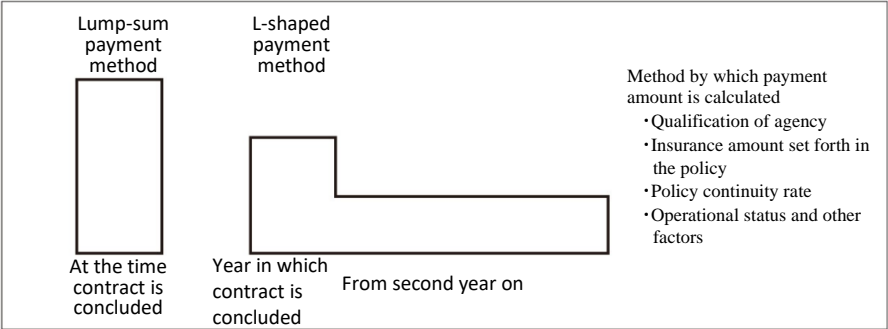 Lump-sum
payment
method
L-shaped
payment
method
At the time
contract is
concluded
Year in which
contract is
concluded
From second year on
Method by which payment
amount is calculated
・Qualification of agency
・Insurance amount set forth in
the policy
・Policy continuity rate
・Operational status and other
factors